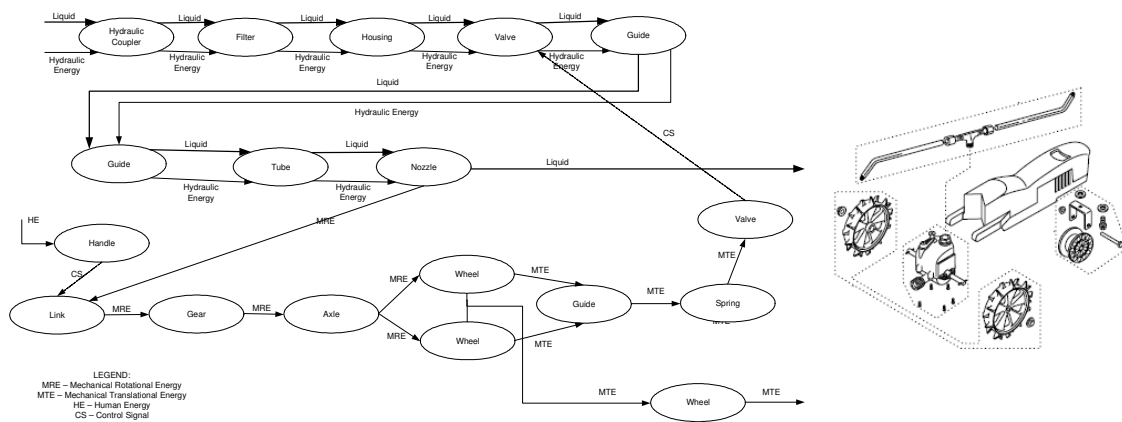 Liquid
Liquid
Liquid
Liquid
Liquid
Hydraulic
Coupler
Filter
Housing
Valve
Guide
Hydraulic
Energy
Hydraulic
Energy
Hydraulic
Energy
Hydraulic
Energy
Hydraulic
Energy
Liquid
Hydraulic Energy
CS
Liquid
Liquid
Liquid
Guide
Tube
Nozzle
Hydraulic
Energy
Hydraulic
Energy
MRE
HE
Handle
Valve
CS
MTE
MRE
Wheel
MTE
Link
MRE
Gear
MRE
Axle
Guide
MTE
Spring
MTE
MRE
Wheel
MTE
LEGEND:
MRE – Mechanical Rotational Energy
MTE – Mechanical Translational Energy
HE – Human Energy
CS – Control Signal
MTE
Wheel
MTE